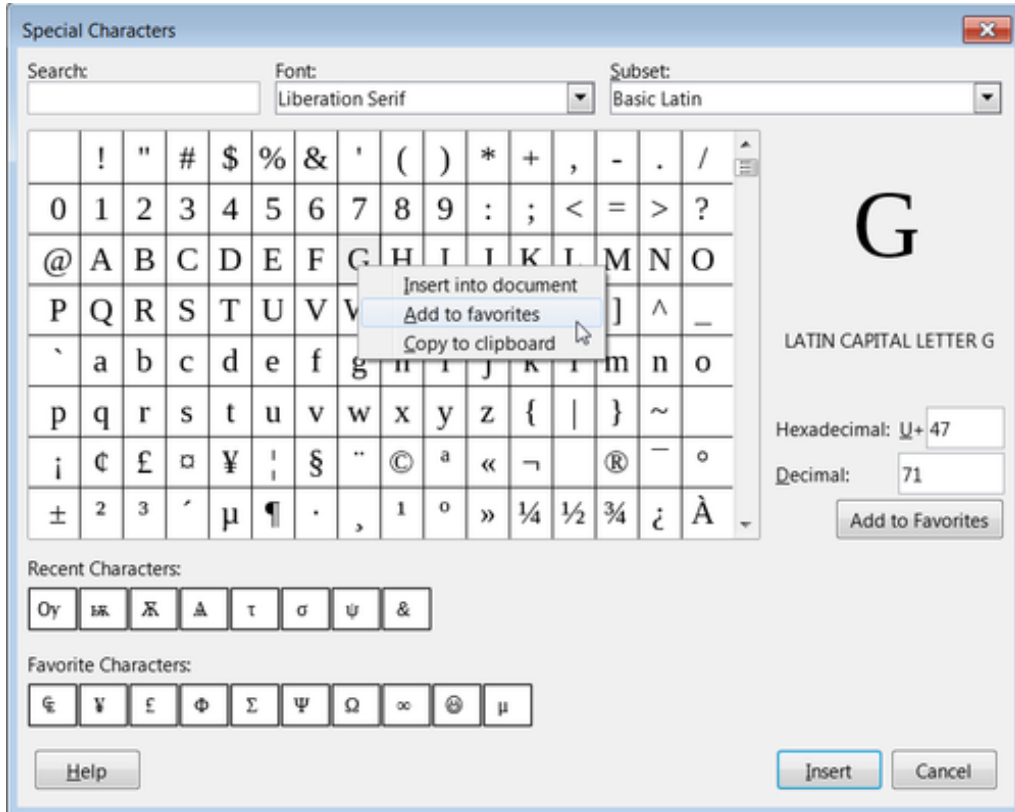 Special Characters
Search: Font: Subset:
Liberation Serif Basic Latin
! " # $ % & ' ( ) * + , - . /
0 1 2 3 4 5 6 7 8 9 : ; < = > ?
@ A B C D E F G H I J K L M N O
Insert into document
P Q R S T U V W ] ^ _
Add to favorites
Copy to clipboard
` a b c d e f g h i j k l m n o
p q r s t u v w x y z { | } ~
¡ ¢ £ ¤ ¥ ¦ § ¨ © ª « ¬ ® ¯ °
± ² ³ ´ µ ¶ · ¸ ¹ º » ¼ ½ ¾ ¿ À
G
LATIN CAPITAL LETTER G
Hexadecimal: U+ 47
Decimal: 71
Add to Favorites
Recent Characters:
Ѹ ѭ Ѫ Ѧ τ σ ψ &
Favorite Characters:
¥ £ Φ Σ Ψ Ω ∞ µ
Help Insert Cancel